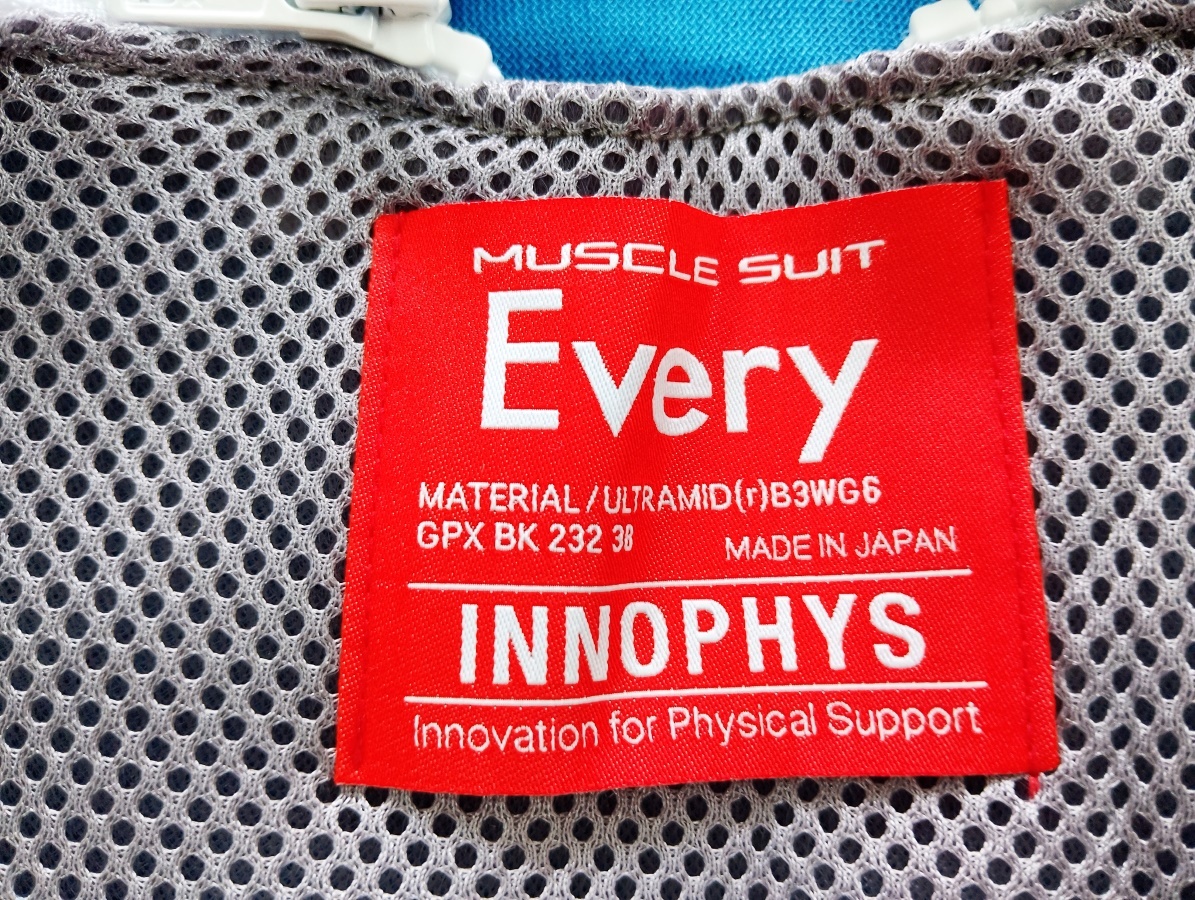 MUSCLE SUIT
Every
MATERIAL/ULTRAMID(r)B3WG6
GPX BK 232 38
MADE IN JAPAN
INNOPHYS
Innovation for Physical Support